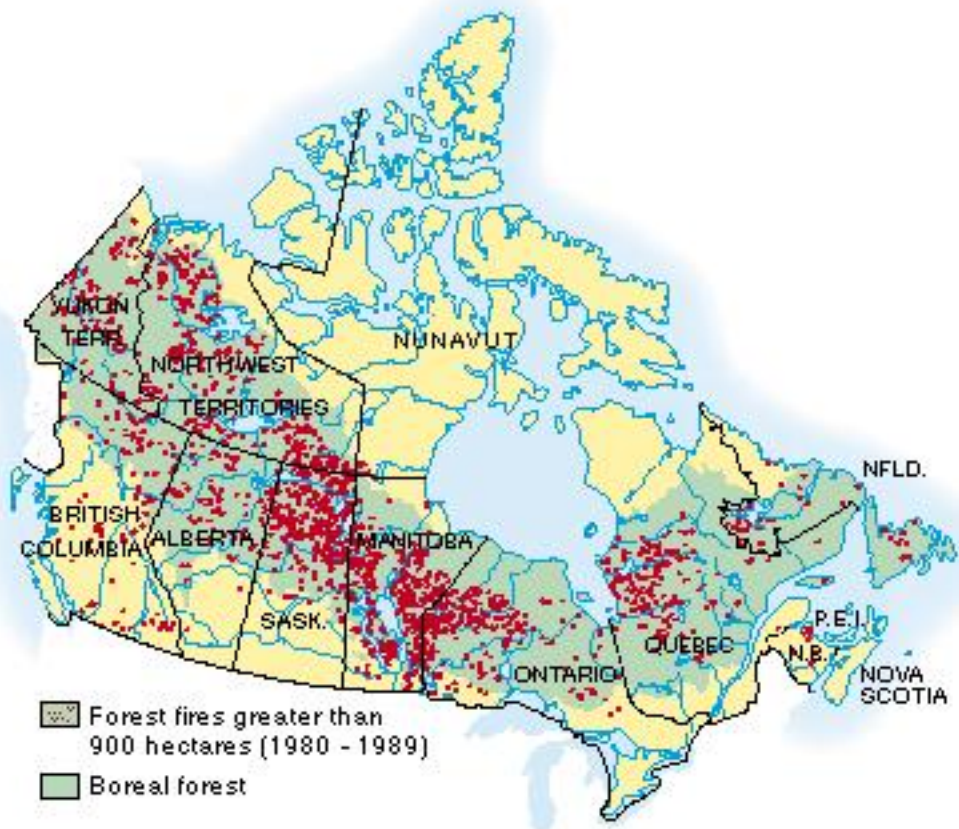 NUNAVUT
YUKON
TERR.
NORTHWEST
TERRITORIES
NFLD.
BRITISH
COLUMBIA
ALBERTA
MANITOBA
SASK.
P.E.I.
QUEBEC
N.B.
ONTARIO
NOVA
SCOTIA
Forest fires greater than
900 hectares (1980 - 1989)
Boreal forest